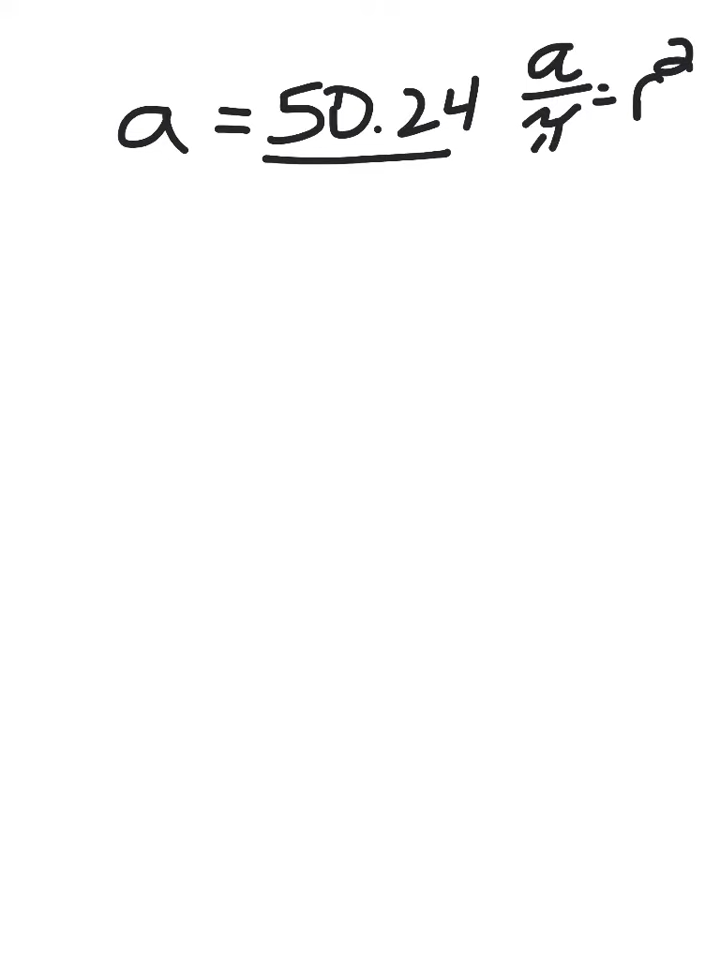 a = 50.24 a/π = r²